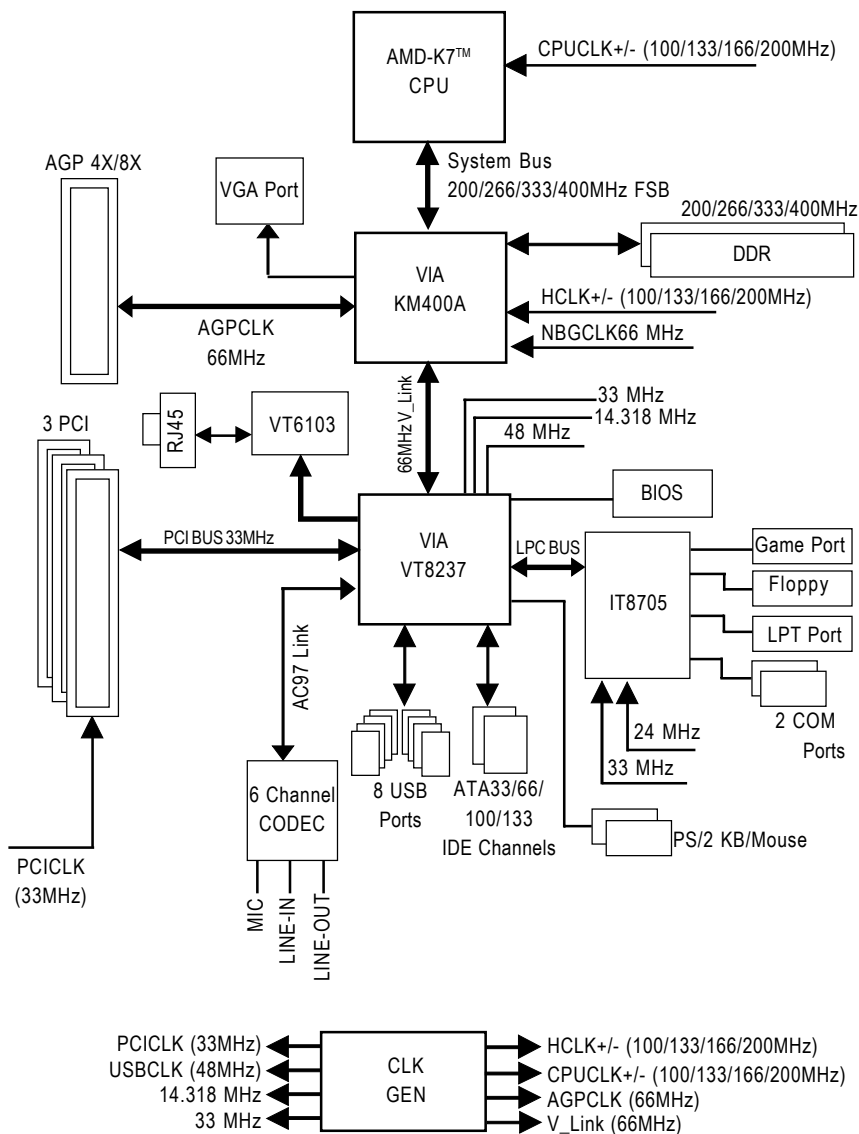 AMD-K7™
CPU
CPUCLK+/- (100/133/166/200MHz)
System Bus
200/266/333/400MHz FSB
AGP 4X/8X
VGA Port
200/266/333/400MHz
DDR
VIA
KM400A
HCLK+/- (100/133/166/200MHz)
NBGCLK66 MHz
AGPCLK
66MHz
66MHz V_Link
33 MHz
14.318 MHz
48 MHz
3 PCI
RJ45
VT6103
BIOS
PCI BUS 33MHz
VIA
VT8237
LPC BUS
IT8705
Game Port
Floppy
LPT Port
2 COM
Ports
24 MHz
33 MHz
AC97 Link
6 Channel
CODEC
8 USB
Ports
ATA33/66/
100/133
IDE Channels
PS/2 KB/Mouse
PCICLK
(33MHz)
MIC
LINE-IN
LINE-OUT
PCICLK (33MHz)
USBCLK (48MHz)
14.318 MHz
33 MHz
CLK
GEN
HCLK+/- (100/133/166/200MHz)
CPUCLK+/- (100/133/166/200MHz)
AGPCLK (66MHz)
V_Link (66MHz)